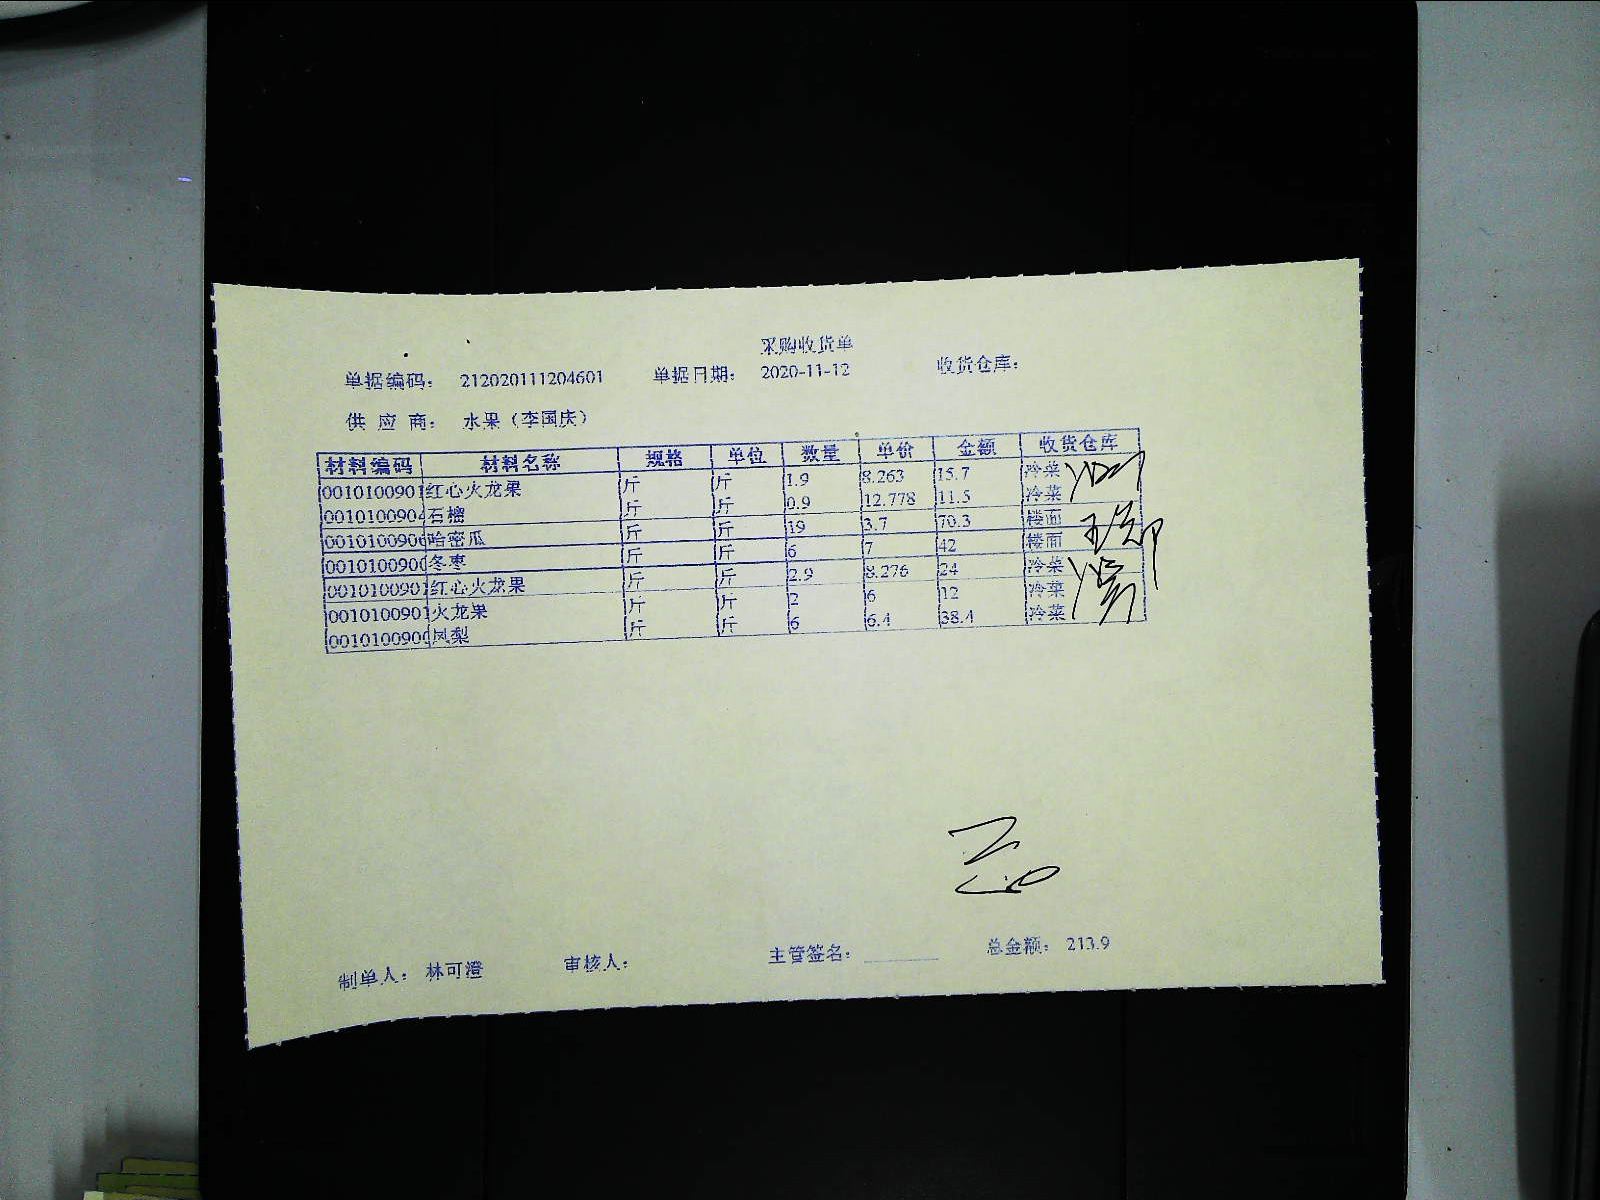 采购收货单
单据编码： 212020111204601 单据日期： 2020-11-12 收货仓库：
供 应 商： 水果（李国庆）
材料编码 材料名称 规格 单位 数量 单价 金额 收货仓库
0010100901 红心火龙果 斤 斤 1.9 8.263 15.7 冷菜
001010090 石榴 斤 斤 0.9 12.778 11.5 冷菜
001010090 哈密瓜 斤 斤 19 3.7 70.3 楼面
001010090 冬枣 斤 斤 6 7 42 楼面
0010100901 红心火龙果 斤 斤 2.9 8.276 24 冷菜
0010100901 火龙果 斤 斤 2 6 12 冷菜
001010090 凤梨 斤 斤 6 6.4 38.4 冷菜
制单人： 林可澄 审核人： 主管签名： 总金额： 213.9